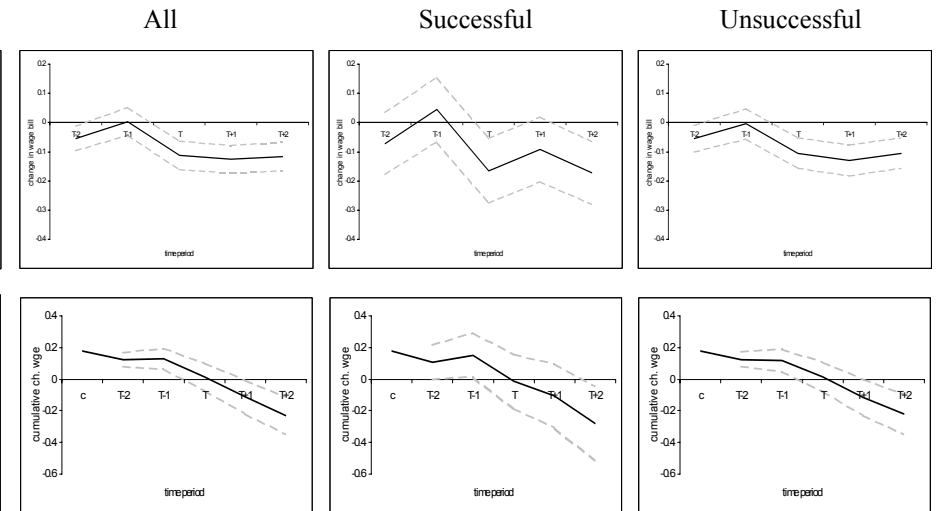 All Successful Unsuccessful
0.2 0.2 0.2
0.1 0.1 0.1
0 0 0
T-2 T-1 T T+1 T+2 T-2 T-1 T T+1 T+2 T-2 T-1 T T+1 T+2
-0.1 -0.1 -0.1
-0.2 -0.2 -0.2
-0.3 -0.3 -0.3
-0.4 -0.4 -0.4
change in wage bill change in wage bill change in wage bill
time period time period time period
0.4 0.4 0.4
0.2 0.2 0.2
0 0 0
c T-2 T-1 T T+1 T+2 c T-2 T-1 T T+1 T+2 c T-2 T-1 T T+1 T+2
-0.2 -0.2 -0.2
-0.4 -0.4 -0.4
-0.6 -0.6 -0.6
cumulative ch. wge cumulative ch. wge cumulative ch. wge
time period time period time period